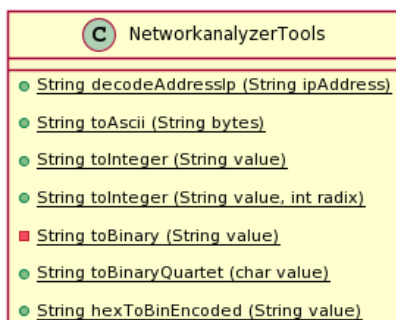 C NetworkanalyzerTools
String decodeAddressIp (String ipAddress)
String toAscii (String bytes)
String toInteger (String value)
String toInteger (String value, int radix)
String toBinary (String value)
String toBinaryQuartet (char value)
String hexToBinEncoded (String value)